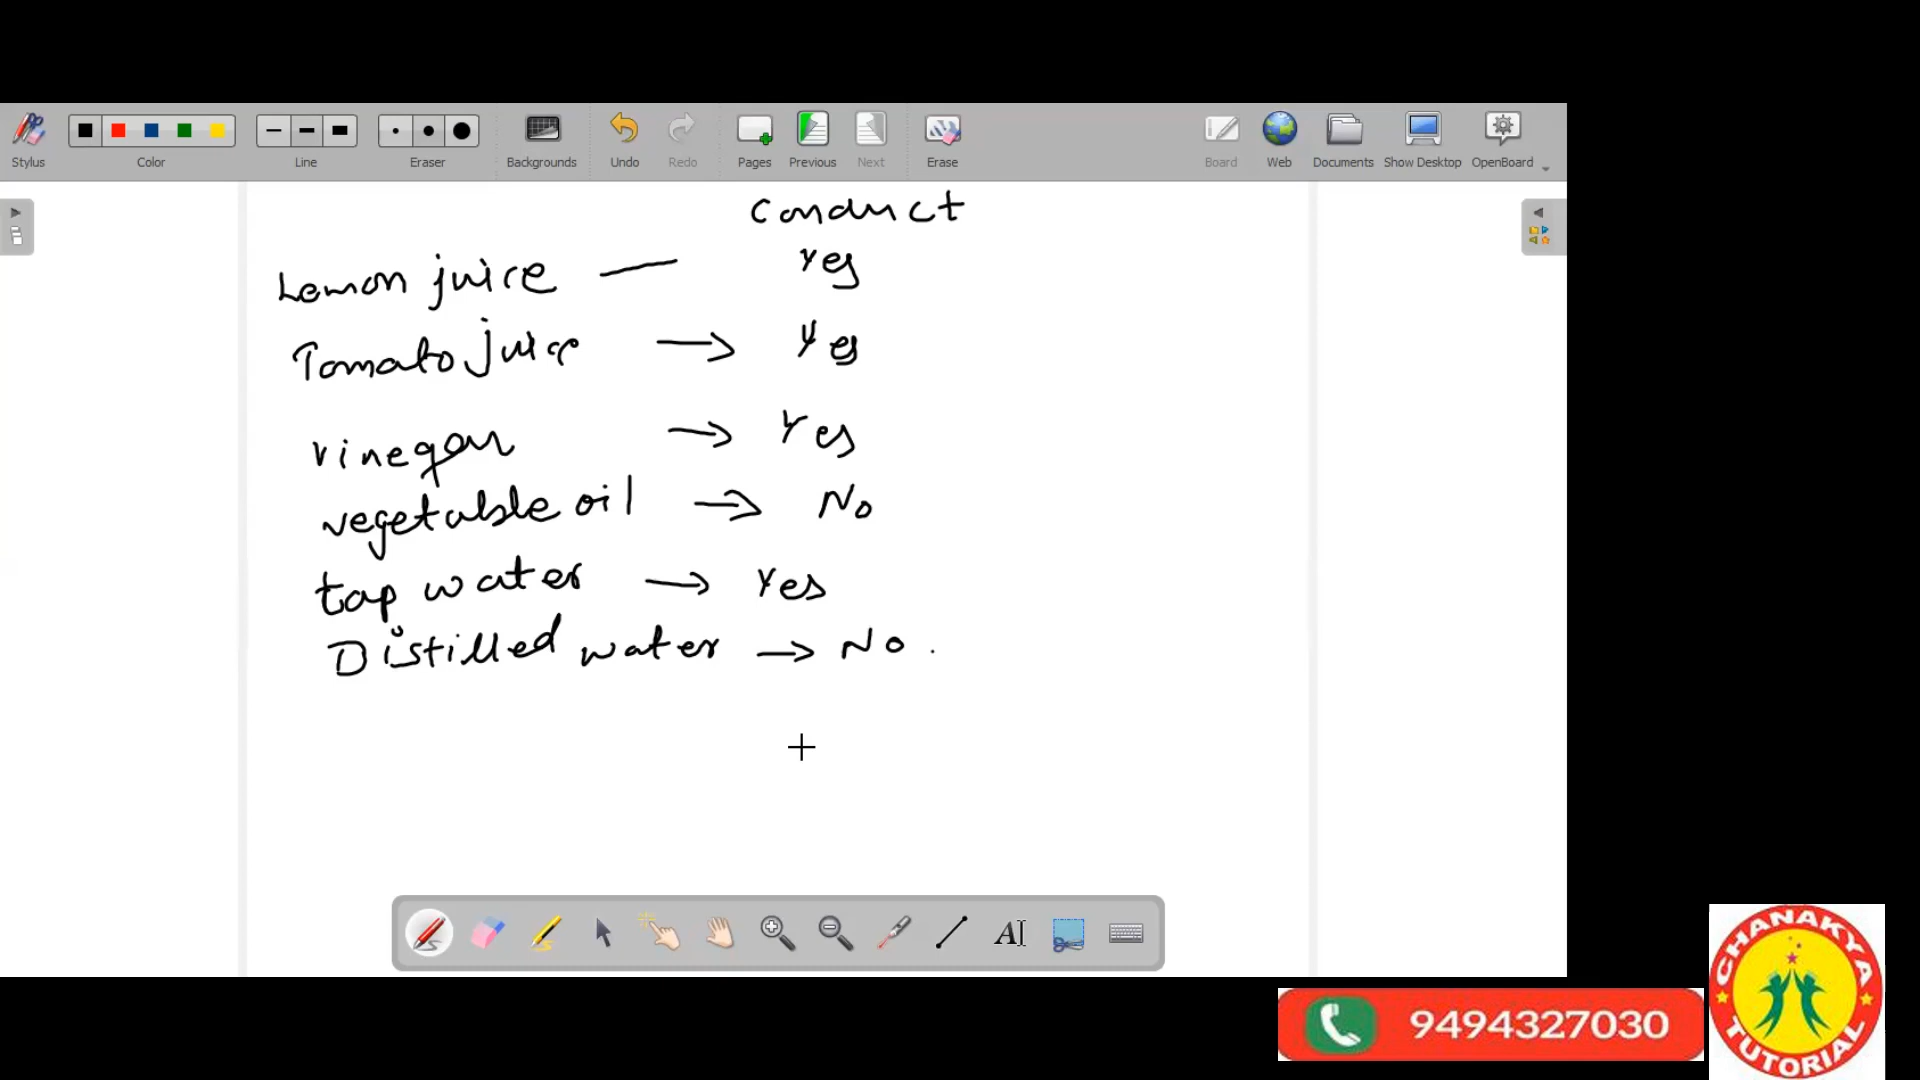 Stylus
Color
Line
Eraser
Backgrounds
Undo
Redo
Pages
Previous
Next
Erase
Board
Web
Documents
Show Desktop
OpenBoard
Conduct
Lemon juice — Yes
Tomato juice → Yes
vinegar → Yes
vegetable oil → No
tap water → Yes
Distilled water → No .
AI
9494327030
CHANAKYA
TUTORIAL